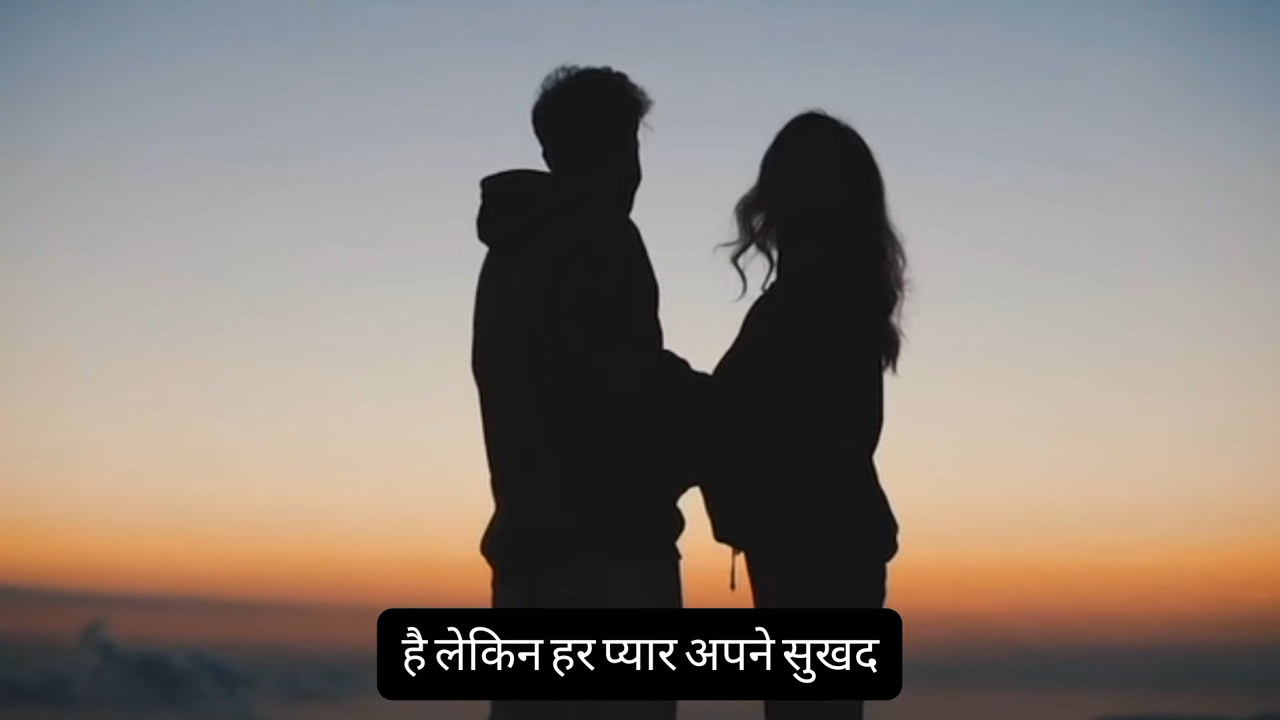 है लेकिन हर प्यार अपने सुखद